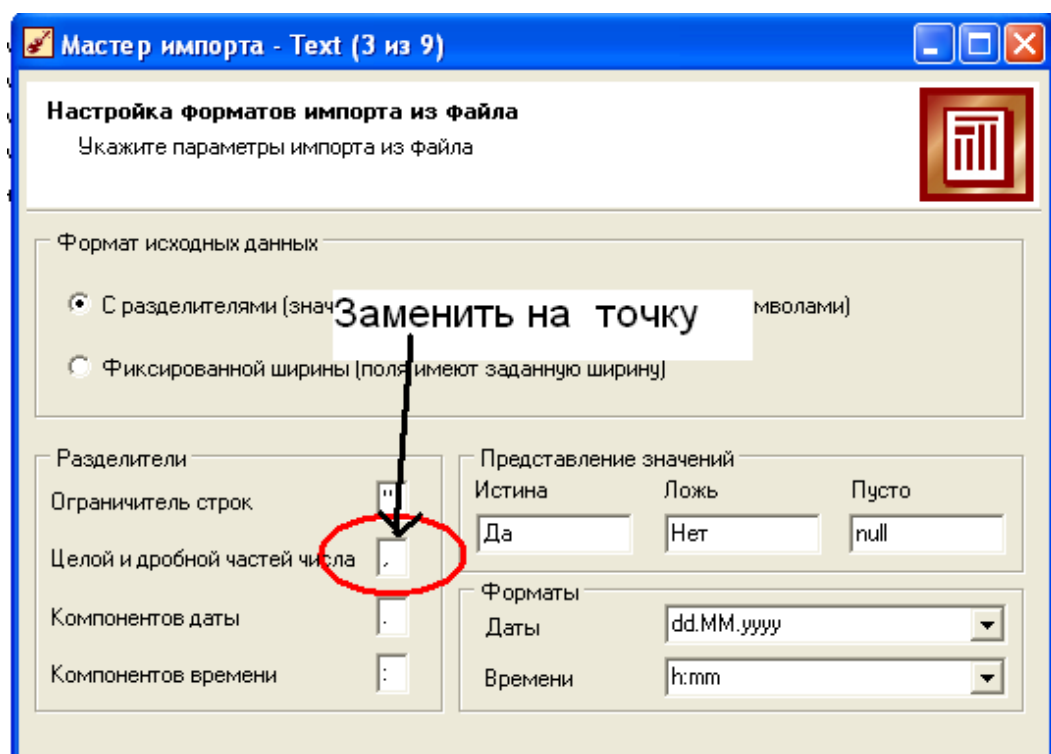 Мастер импорта - Text (3 из 9)
Настройка форматов импорта из файла
Укажите параметры импорта из файла
Формат исходных данных
С разделителями (знач
Заменить на точку
мволами)
Фиксированной ширины (поля имеют заданную ширину)
Разделители
Ограничитель строк "
Целой и дробной частей числа ,
Компонентов даты .
Компонентов времени :
Представление значений
Истина Ложь Пусто
Да Нет null
Форматы
Даты dd.MM.yyyy
Времени h:mm